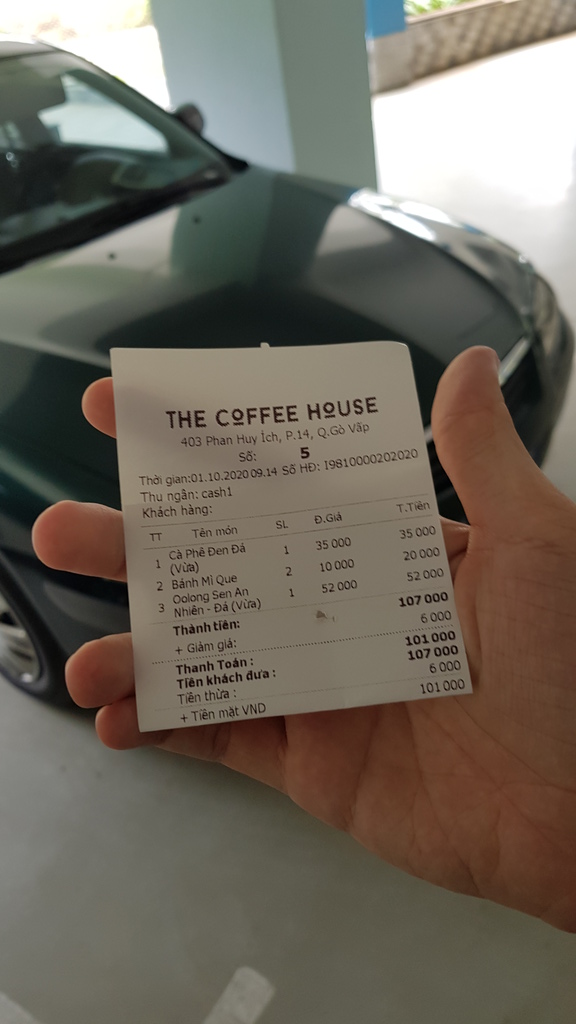 THE COFFEE HOUSE
403 Phan Huy Ích, P.14, Q.Gò Vấp
Số: 5
Thời gian:01.10.2020 09.14 Số HĐ: I9810000202020
Thu ngân: cash1
Khách hàng:
TT Tên món SL Đ.Giá T.Tiền
1 Cà Phê Đen Đá (Vừa) 1 35 000 35 000
2 Bánh Mì Que 2 10 000 20 000
3 Oolong Sen An Nhiên - Đá (Vừa) 1 52 000 52 000
Thành tiền: 107 000
+ Giảm giá: 6 000
Thanh Toán : 101 000
Tiền khách đưa : 107 000
Tiền thừa : 6 000
+ Tiền mặt VND 101 000